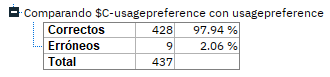 Comparando $C-usagepreference con usagepreference
Correctos 428 97.94 %
Erróneos 9 2.06 %
Total 437